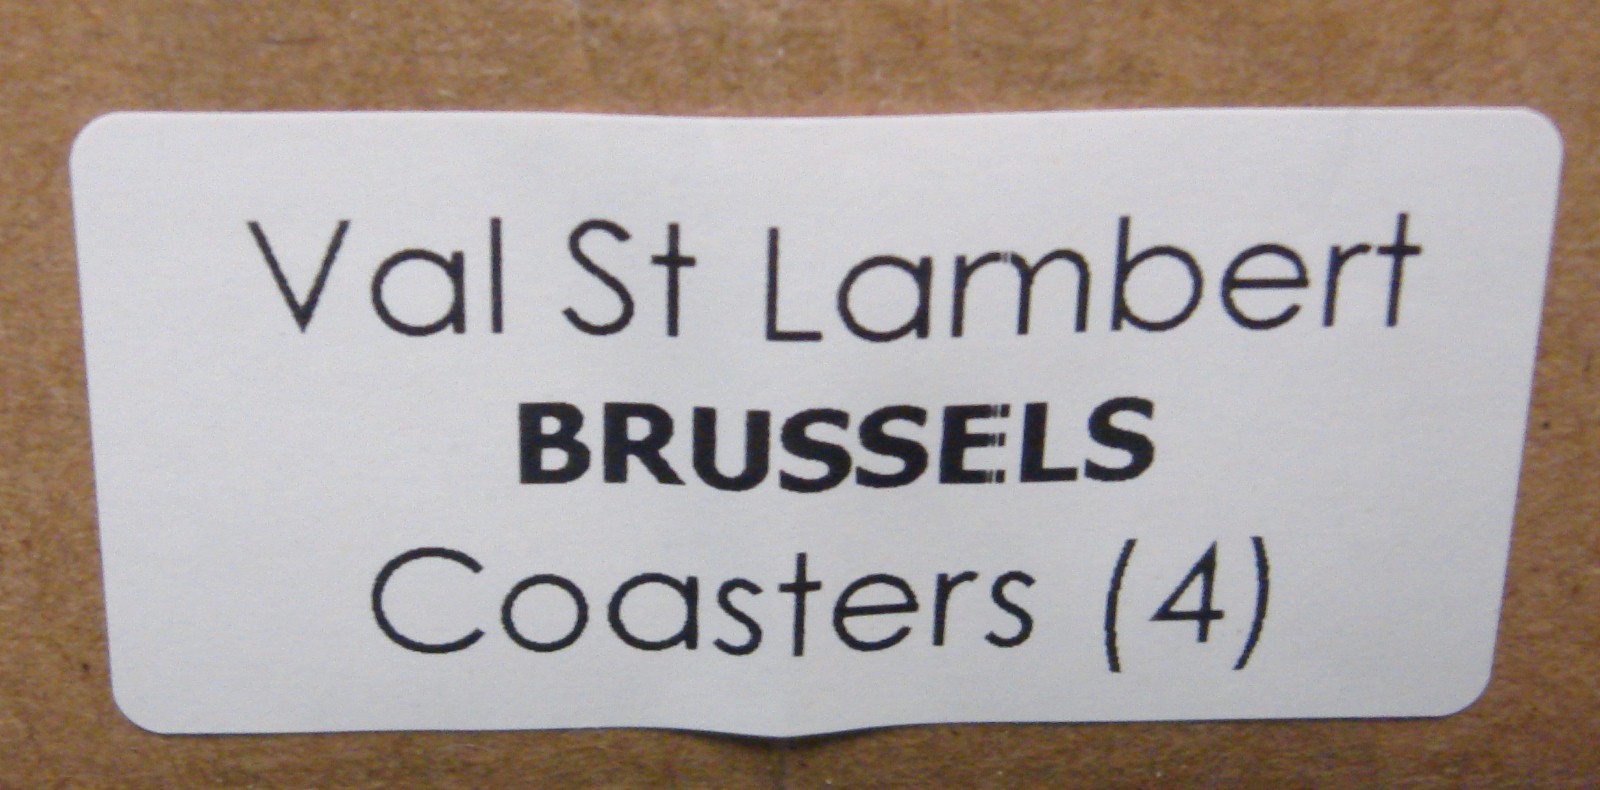 Val St Lambert
BRUSSELS
Coasters (4)